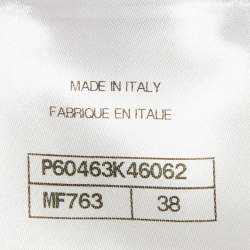 MADE IN ITALY
FABRIQUE EN ITALIE
P60463K46062
MF763 38